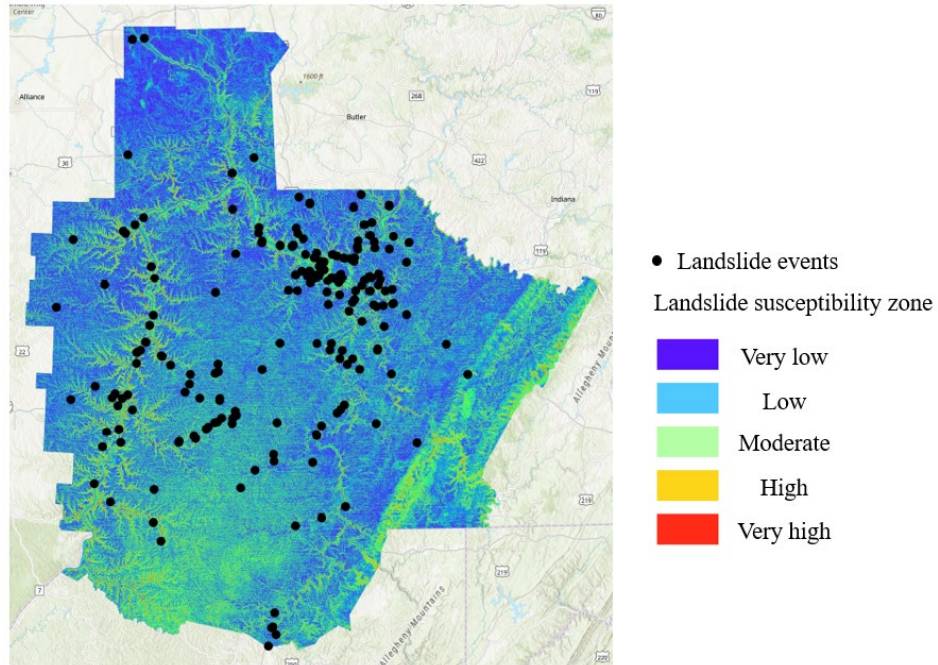 Center
80
Alliance
1600 ft
268
119
Butler
30
422
Indiana
119
22
Allegheny Mountains
219
7
219
Allegheny Mountains
220
Landslide events
Landslide susceptibility zone
Very low
Low
Moderate
High
Very high